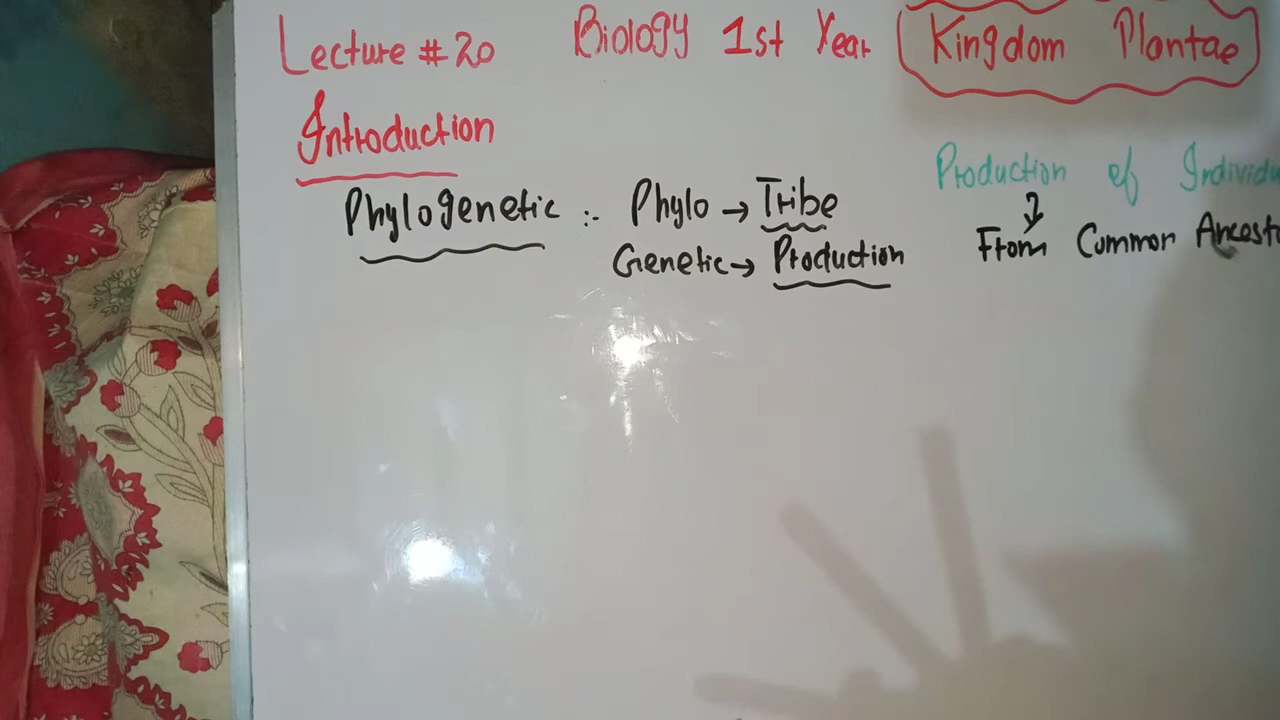 Lecture # 20 Biology 1st Year Kingdom Plantae
Introduction
Phylogenetic :- Phylo → Tribe
Genetic → Production
Production of
From Common